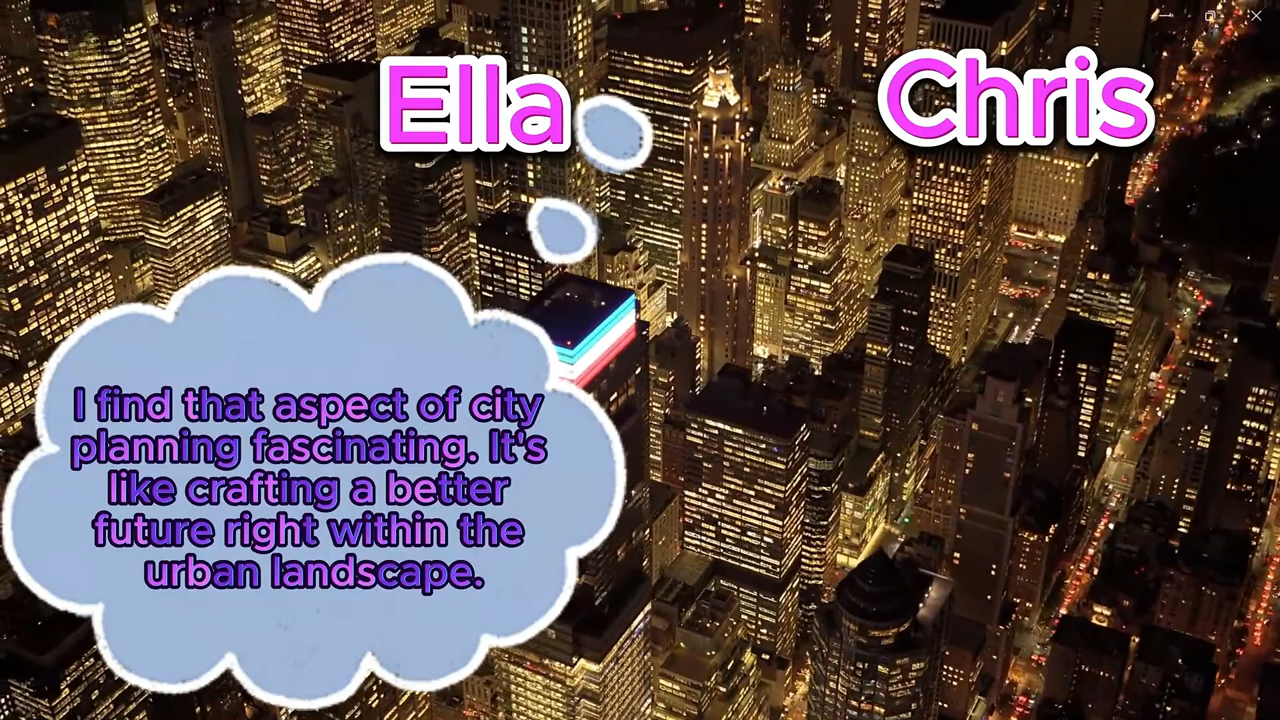 Ella
Chris
I find that aspect of city
planning fascinating. It's
like crafting a better
future right within the
urban landscape.